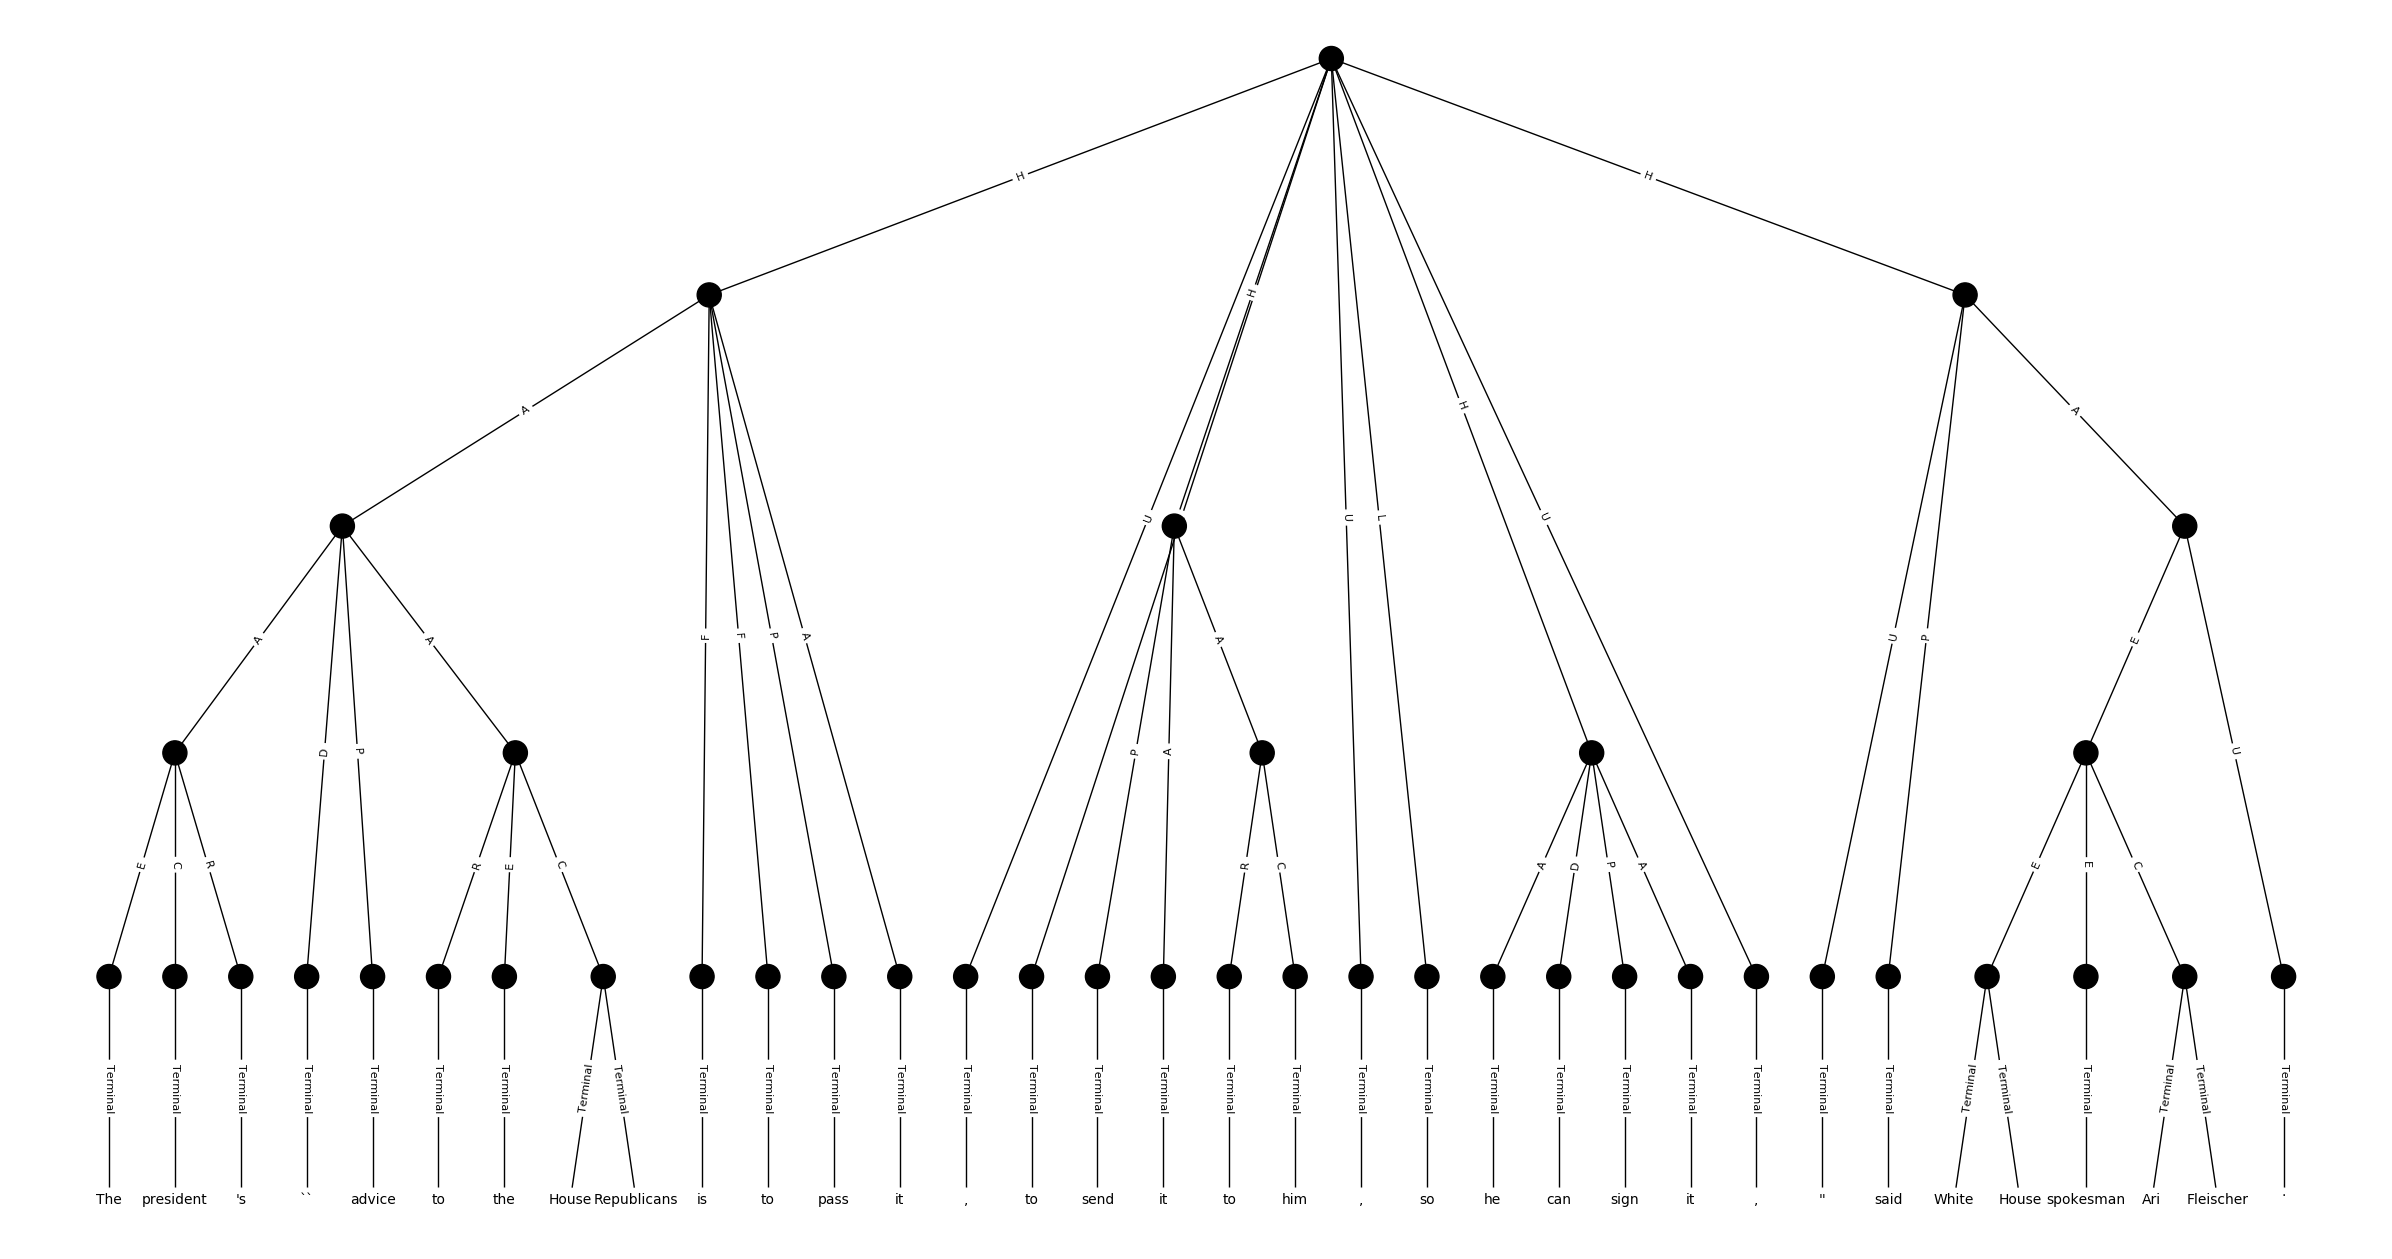 H H
H
A H A
U U L U
A A F F P A A U P E
D P P A A U
E C R R E C R C A D P A E E C
Terminal Terminal Terminal Terminal Terminal Terminal Terminal Terminal Terminal Terminal Terminal Terminal Terminal Terminal Terminal Terminal Terminal Terminal Terminal Terminal Terminal Terminal Terminal Terminal Terminal Terminal Terminal Terminal Terminal Terminal Terminal Terminal Terminal
The president 's `` advice to the House Republicans is to pass it , to send it to him , so he can sign it , " said White House spokesman Ari Fleischer .